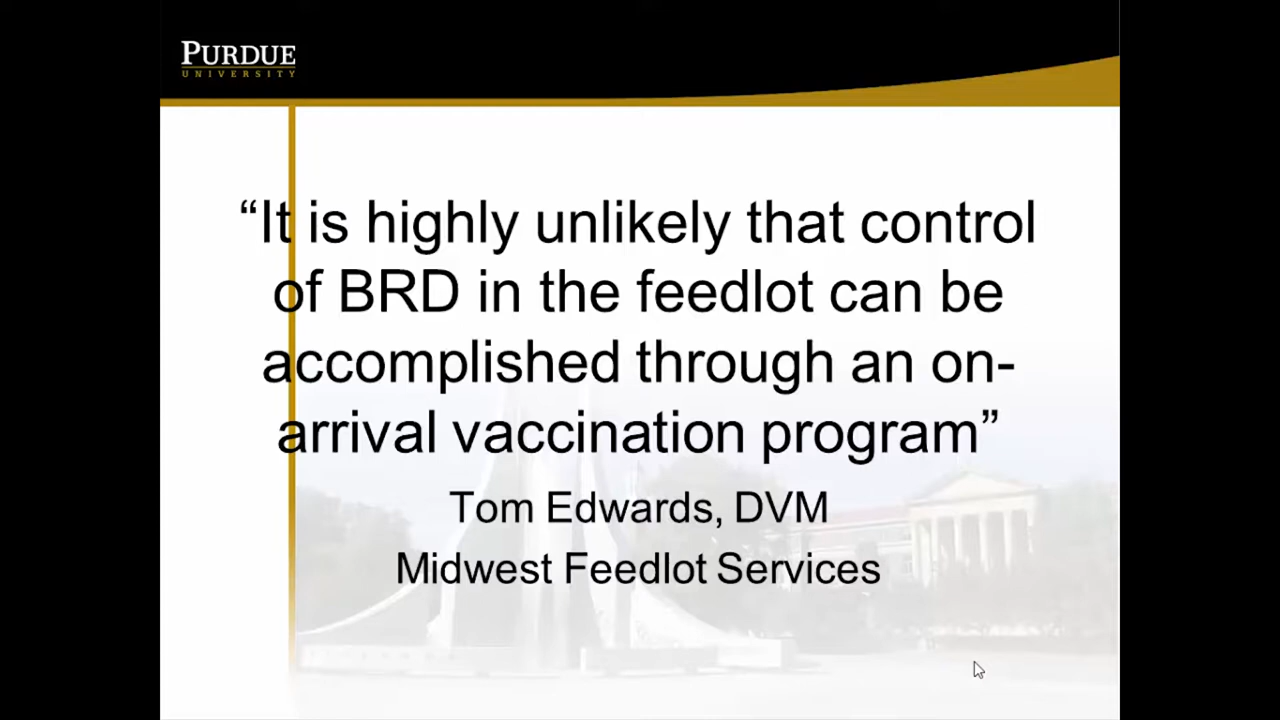 PURDUE
UNIVERSITY
“It is highly unlikely that control
of BRD in the feedlot can be
accomplished through an on-
arrival vaccination program”
Tom Edwards, DVM
Midwest Feedlot Services